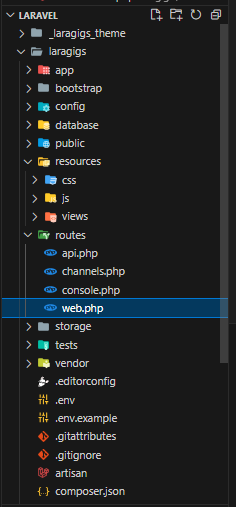 LARAVEL
_laragigs_theme
laragigs
app
bootstrap
config
database
public
resources
css
js
views
routes
api.php
channels.php
console.php
web.php
storage
tests
vendor
.editorconfig
.env
.env.example
.gitattributes
.gitignore
artisan
composer.json